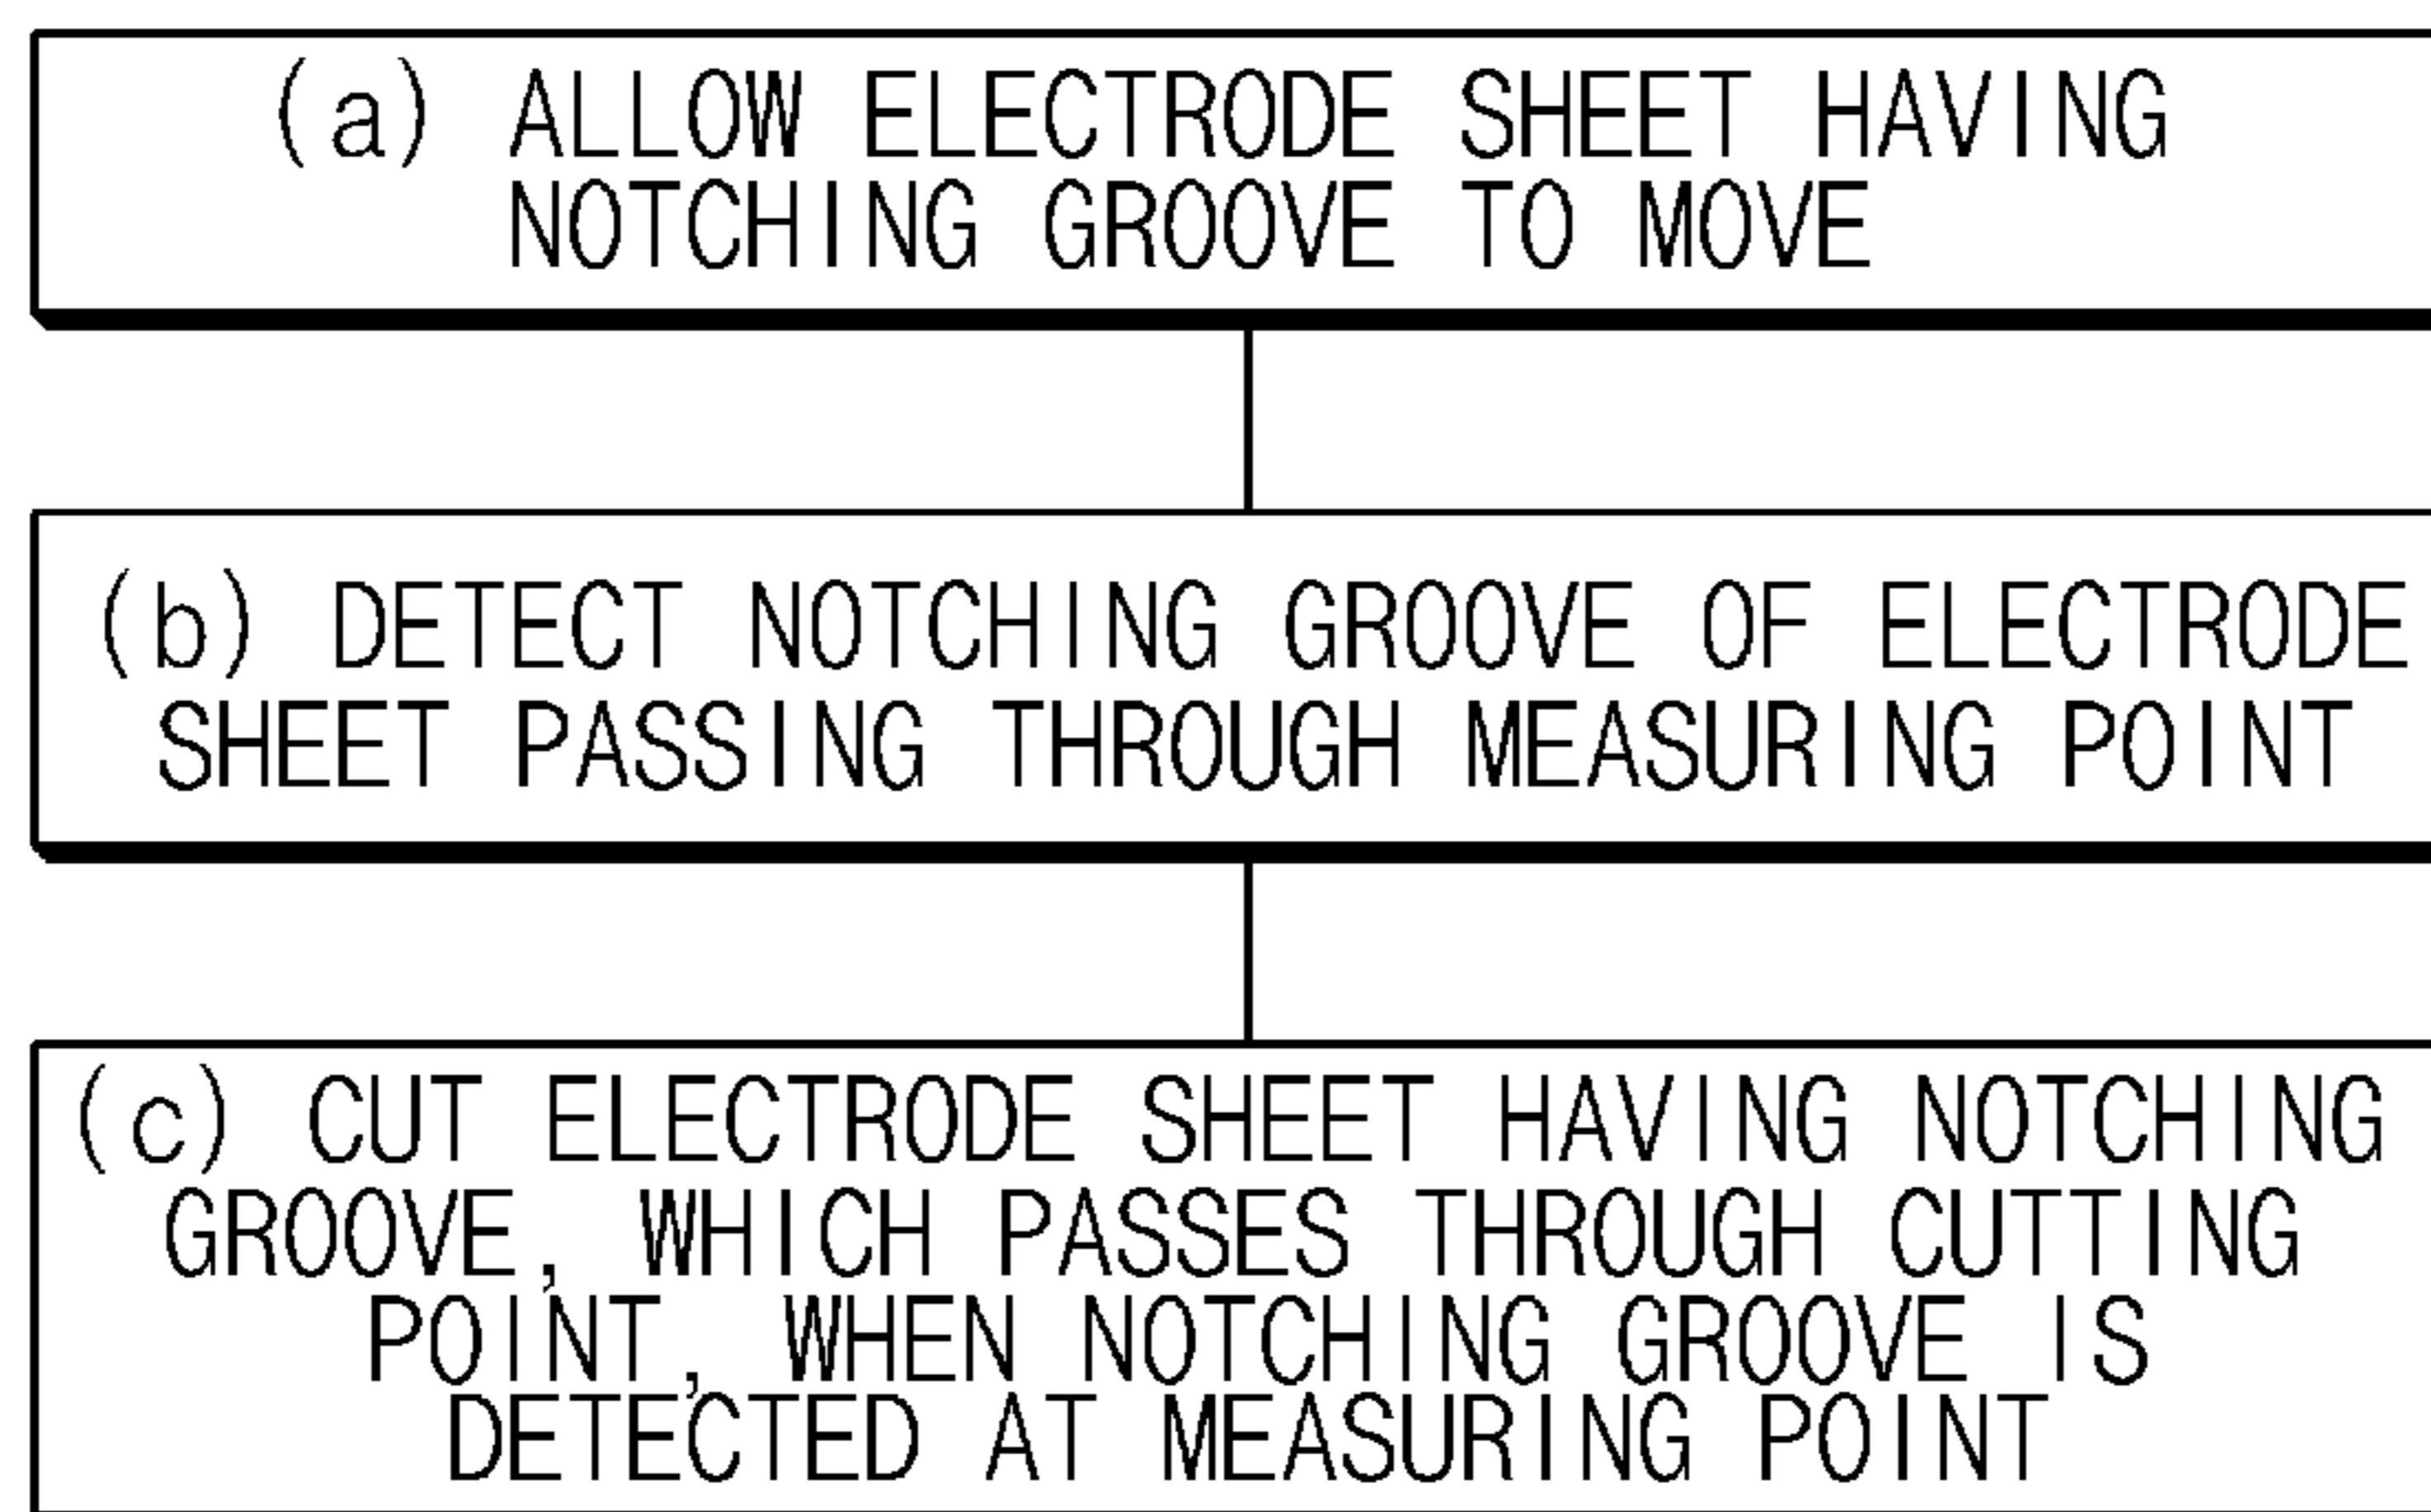 (a) ALLOW ELECTRODE SHEET HAVING
NOTCHING GROOVE TO MOVE
(b) DETECT NOTCHING GROOVE OF ELECTRODE
SHEET PASSING THROUGH MEASURING POINT
(c) CUT ELECTRODE SHEET HAVING NOTCHING
GROOVE, WHICH PASSES THROUGH CUTTING
POINT, WHEN NOTCHING GROOVE IS
DETECTED AT MEASURING POINT